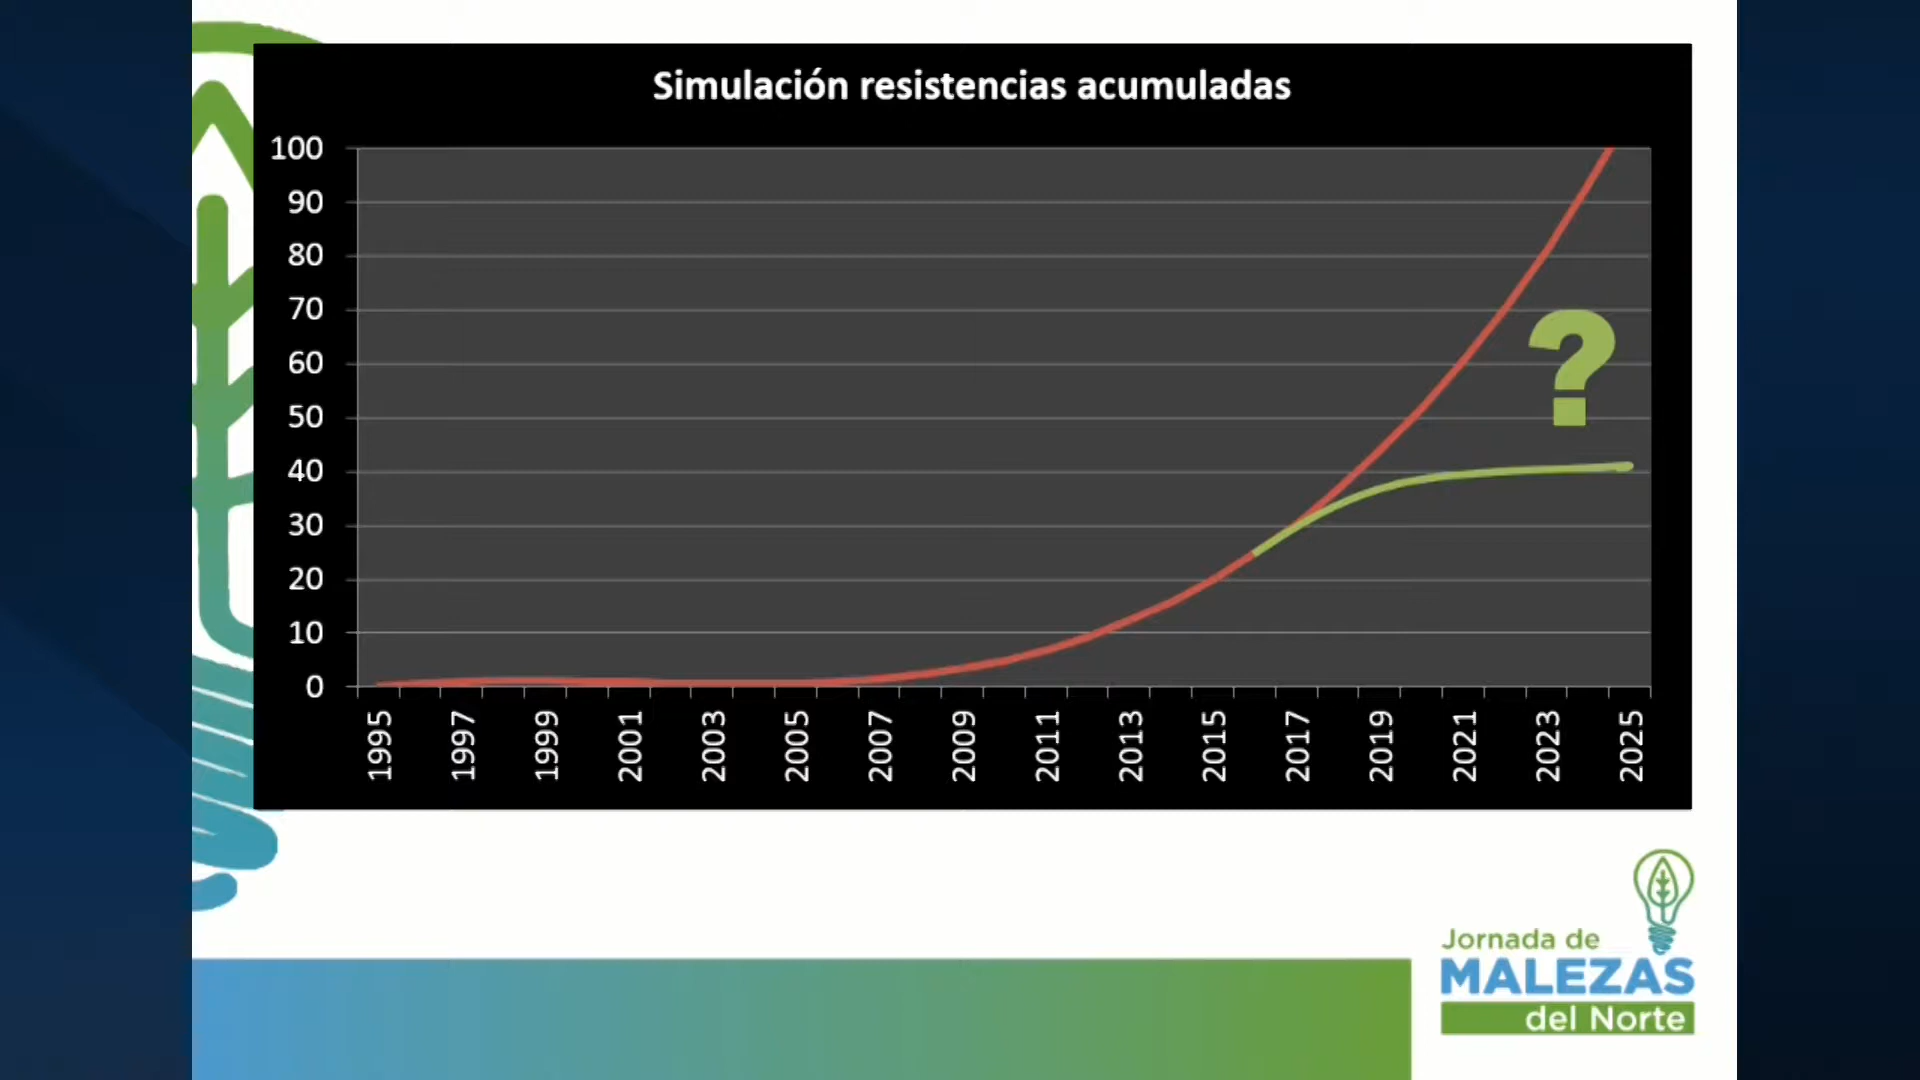 Simulación resistencias acumuladas
100
90
80
70
60
50
40
30
20
10
0
?
1995 1997 1999 2001 2003 2005 2007 2009 2011 2013 2015 2017 2019 2021 2023 2025
Jornada de
MALEZAS
del Norte